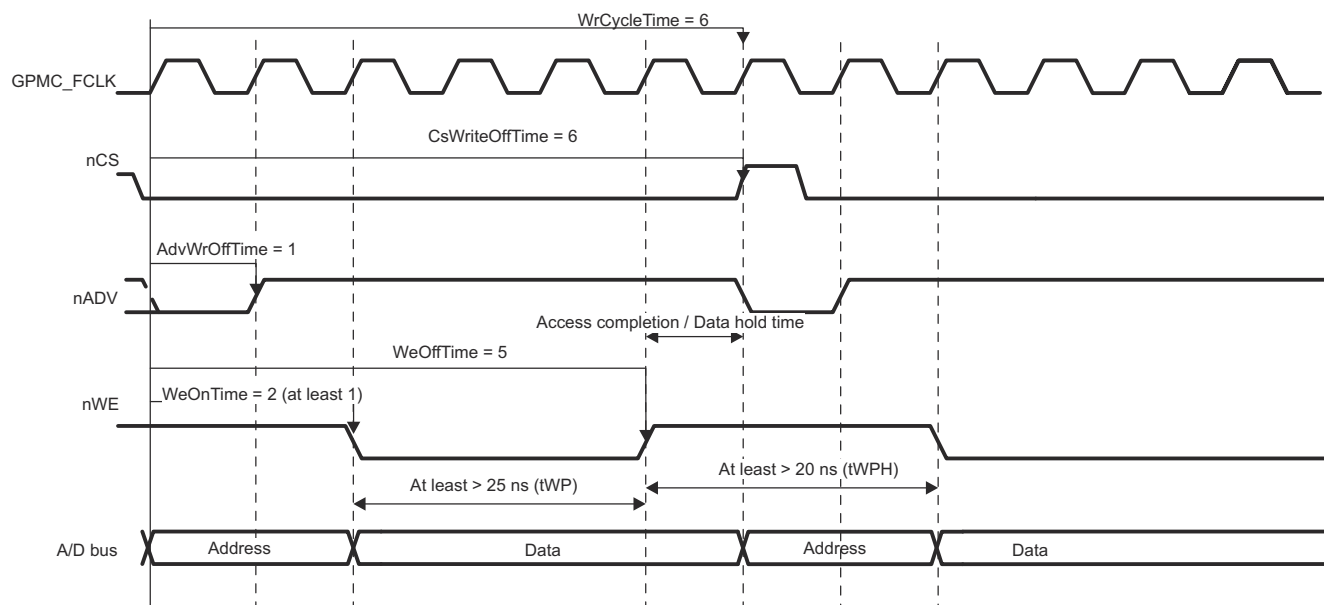 WrCycleTime = 6
GPMC_FCLK
CsWriteOffTime = 6
nCS
AdvWrOffTime = 1
nADV
Access completion / Data hold time
WeOffTime = 5
WeOnTime = 2 (at least 1)
nWE
At least > 25 ns (tWP)
At least > 20 ns (tWPH)
A/D bus
Address
Data
Address
Data